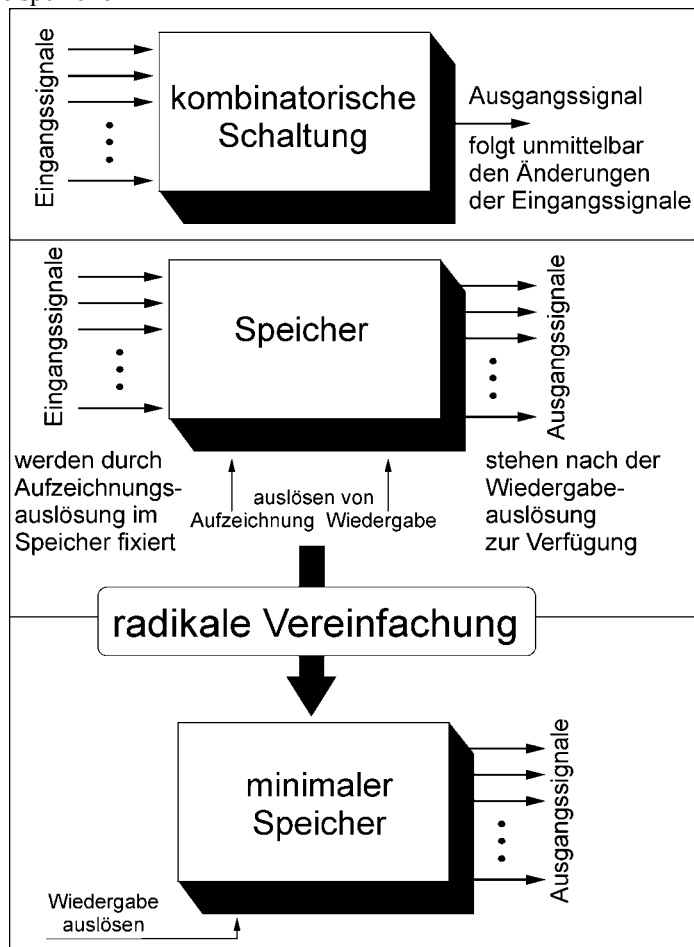 Eingangssignale
kombinatorische
Schaltung
Ausgangssignal
folgt unmittelbar
den Änderungen
der Eingangssignale
Eingangssignale
Speicher
Ausgangssignale
werden durch
Aufzeichnungs-
auslösung im
Speicher fixiert
auslösen von
Aufzeichnung Wiedergabe
stehen nach der
Wiedergabe-
auslösung
zur Verfügung
radikale Vereinfachung
minimaler
Speicher
Ausgangssignale
Wiedergabe
auslösen